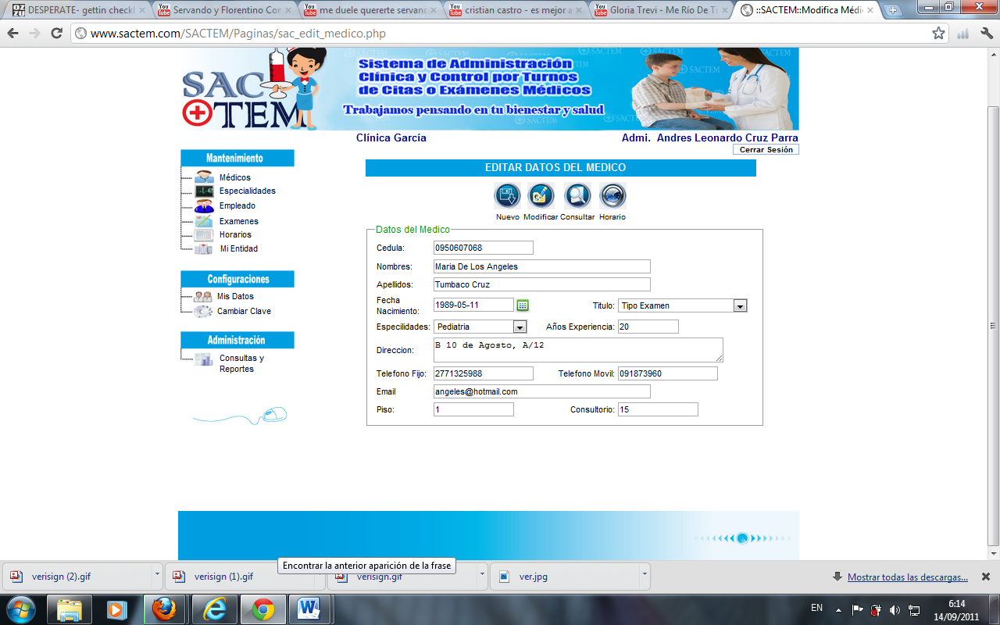 DESPERATE- gettin checkl
Servando y Florentino Con
me duele quererte servand
cristian castro - es mejor a
Gloria Trevi - Me Río De Ti
::SACTEM::Modifica Médi
www.sactem.com/SACTEM/Paginas/sac_edit_medico.php
SAC
TEM
Sistema de Administración
Clínica y Control por Turnos
de Citas o Exámenes Médicos
Trabajamos pensando en tu bienestar y salud
Clínica García
Admi. Andres Leonardo Cruz Parra
Cerrar Sesión
Mantenimiento
Médicos
Especialidades
Empleado
Examenes
Horarios
Mi Entidad
Configuraciones
Mis Datos
Cambiar Clave
Administración
Consultas y
Reportes
EDITAR DATOS DEL MEDICO
Nuevo Modificar Consultar Horario
Datos del Medico
Cedula: 0950607068
Nombres: Maria De Los Angeles
Apellidos: Tumbaco Cruz
Fecha
Nacimiento: 1989-05-11 Titulo: Tipo Examen
Especilidades: Pediatria Años Experiencia: 20
Direccion: B 10 de Agosto, A/12
Telefono Fijo: 2771325988 Telefono Movil: 091873960
Email angeles@hotmail.com
Piso: 1 Consultorio: 15
Encontrar la anterior aparición de la frase
verisign (2).gif
verisign (1).gif
verisign.gif
ver.jpg
Mostrar todas las descargas...
EN
6:14
14/09/2011